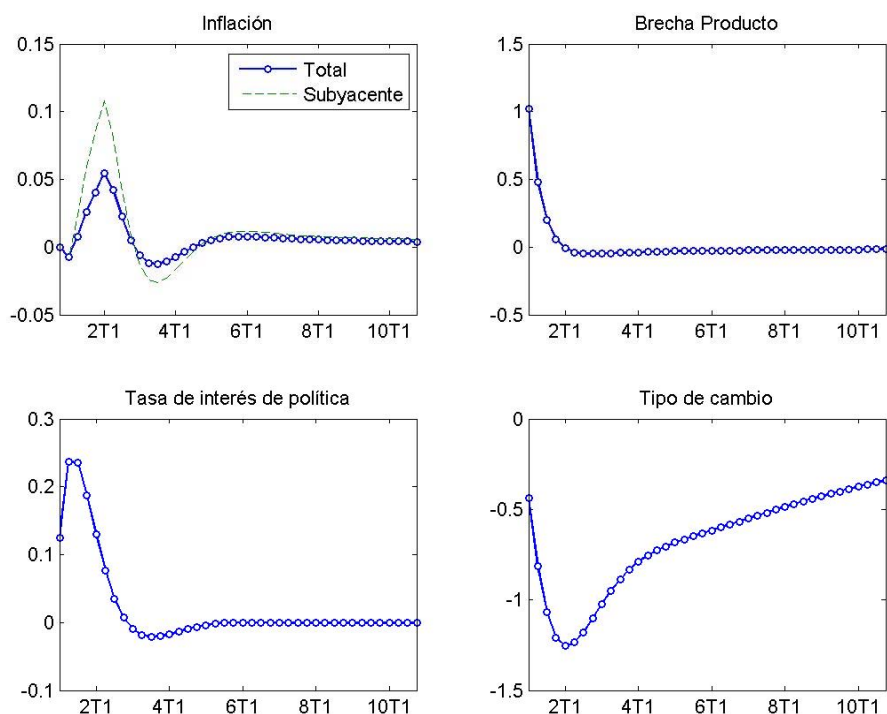 Inflación
0.15
0.1
0.05
0
-0.05
2T1 4T1 6T1 8T1 10T1
Total
Subyacente
Brecha Producto
1.5
1
0.5
0
-0.5
2T1 4T1 6T1 8T1 10T1
Tasa de interés de política
0.3
0.2
0.1
0
-0.1
2T1 4T1 6T1 8T1 10T1
Tipo de cambio
0
-0.5
-1
-1.5
2T1 4T1 6T1 8T1 10T1